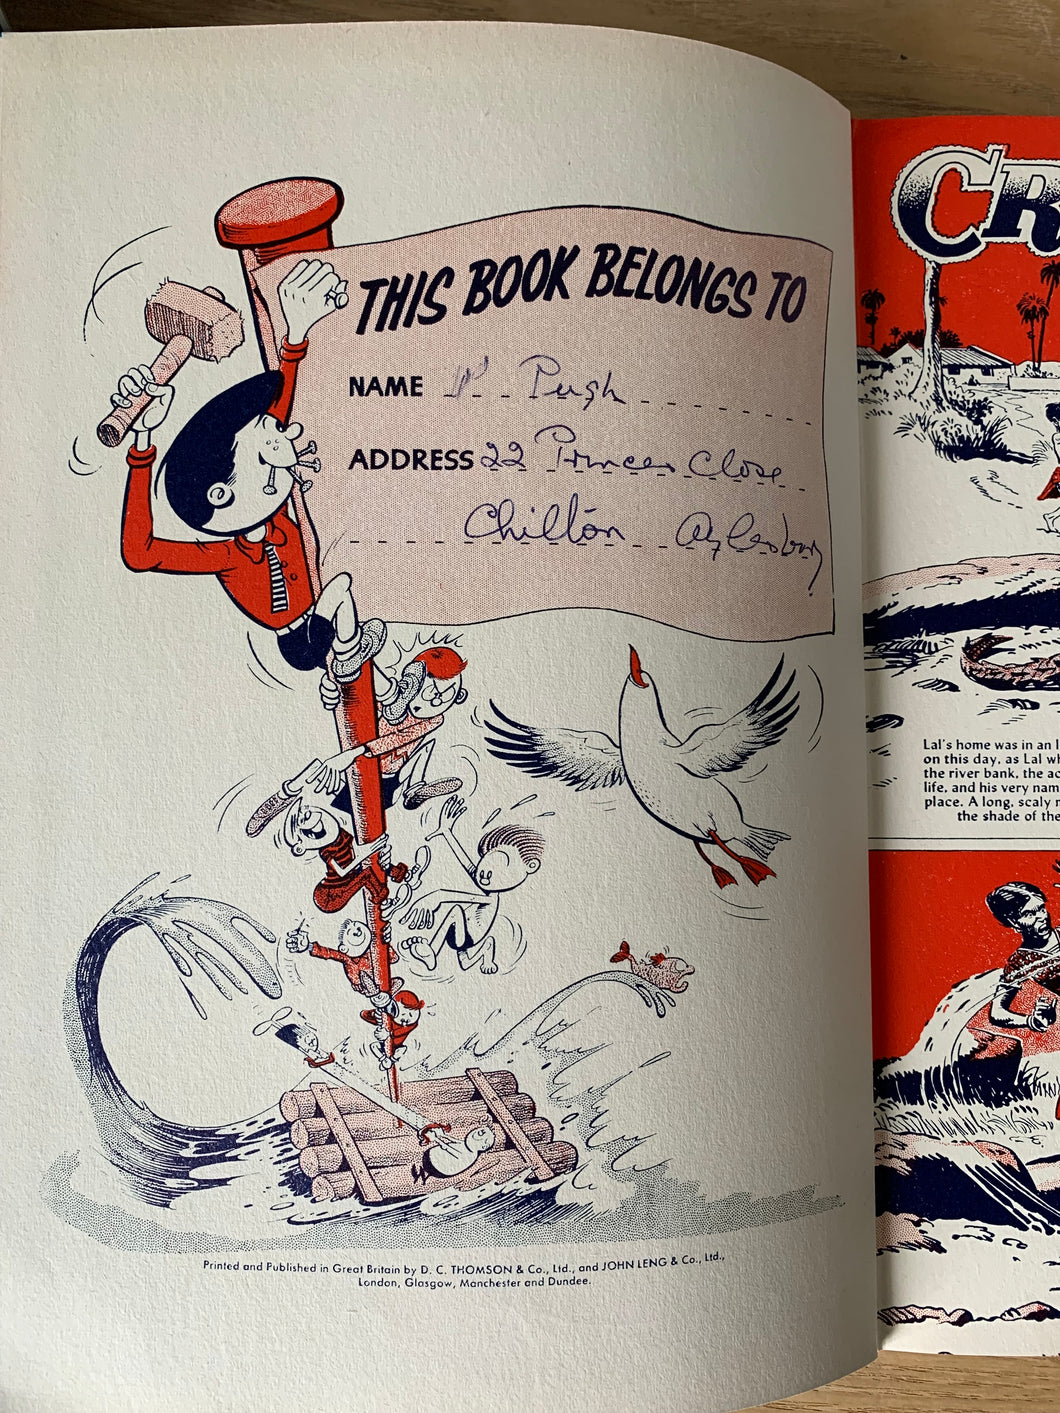 THIS BOOK BELONGS TO
NAME Pugh
ADDRESS 22 Princes Close
Chilton Aylesbury
Printed and Published in Great Britain by D. C. THOMSON & Co., Ltd., and JOHN LENG & Co., Ltd.,
London, Glasgow, Manchester and Dundee.
CR
Lal's home was in an
on this day, as Lal
the river bank, the
life, and his very nam
place. A long, scaly
the shade of the